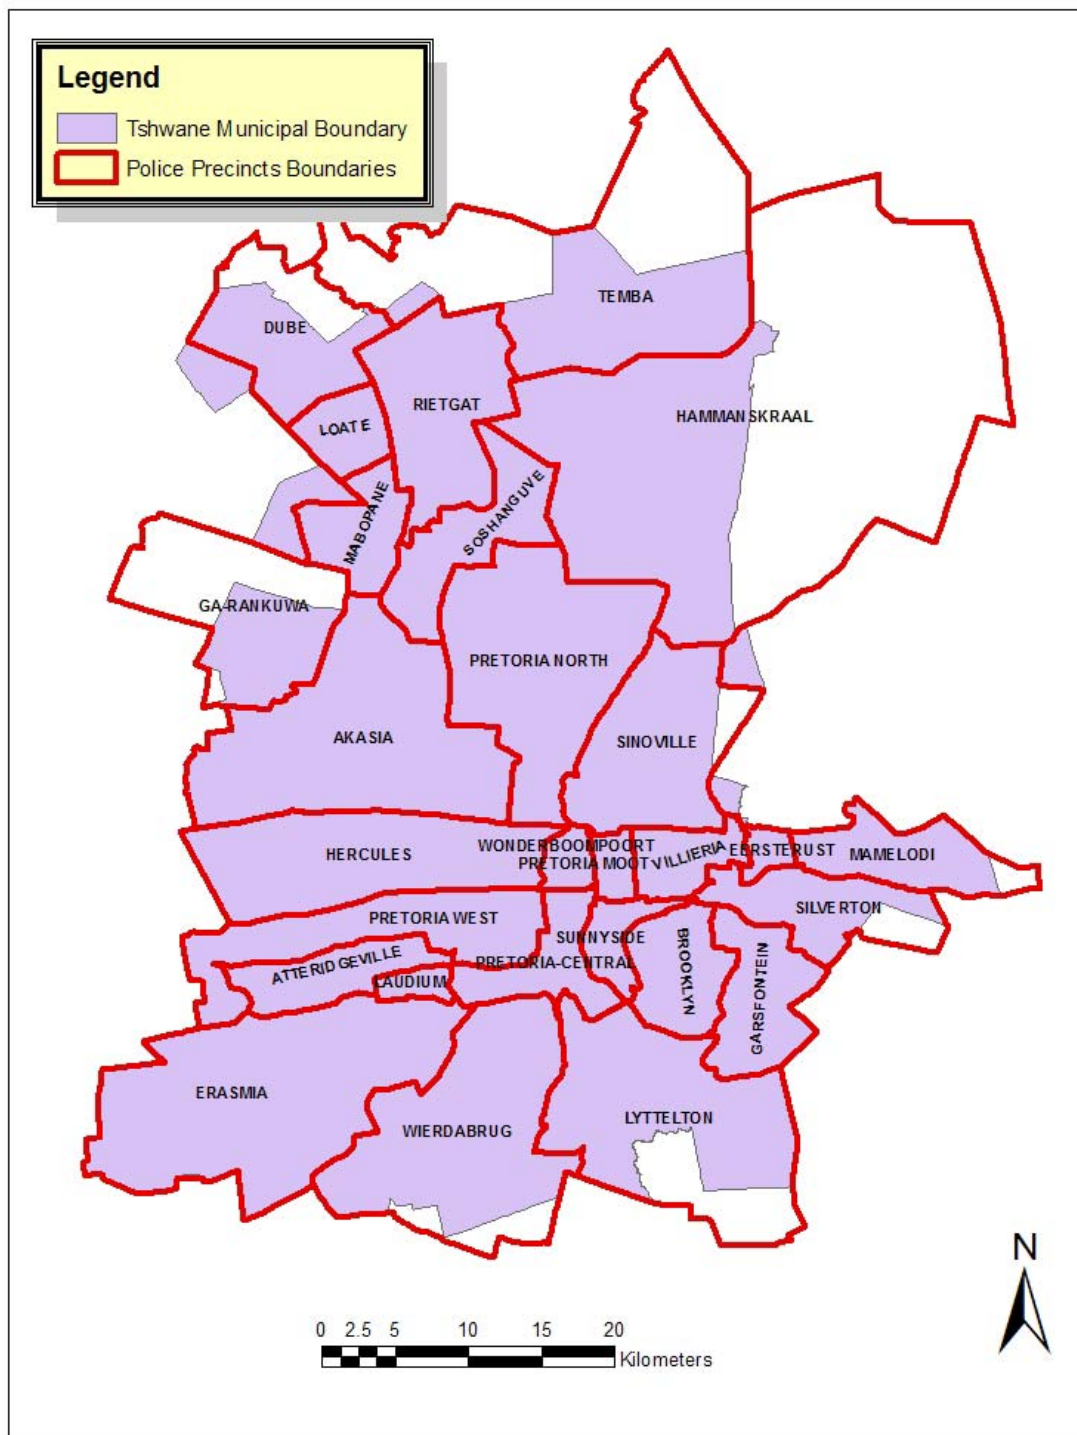 Legend
Tshwane Municipal Boundary
Police Precincts Boundaries
TEMBA
DUBE
RIETGAT
HAMMANSKRAAL
LOATE
MABOPANE
SOSHANGUVE
GA-RANKUWA
PRETORIA NORTH
AKASIA
SINOVILLE
WONDERBOOMPOORT
HERCULES
PRETORIA MOOT
VILLIERIA
EERSTERUST
MAMELODI
SILVERTON
PRETORIA WEST
SUNNYSIDE
BROOKLYN
GARSFONTEIN
ATTERIDGEVILLE
PRETORIA-CENTRAL
LAUDIUM
ERASMIA
LYTTELTON
WIERDABRUG
N
0 2.5 5 10 15 20
Kilometers